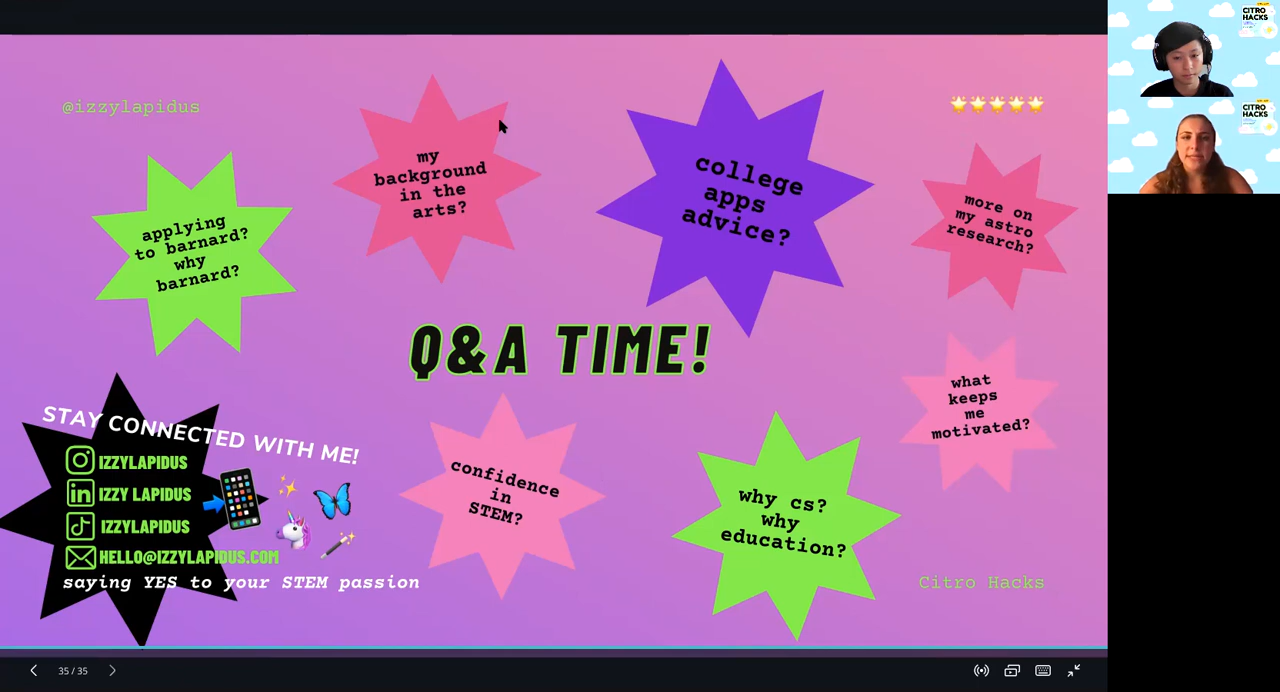 @izzylapidus
my
background
in the
arts?
college
apps
advice?
applying
to barnard?
why
barnard?
more on
my astro
research?
Q&A TIME!
what
keeps
me
motivated?
STAY CONNECTED WITH ME!
IZZYLAPIDUS
in IZZY LAPIDUS
IZZYLAPIDUS
HELLO@IZZYLAPIDUS.COM
saying YES to your STEM passion
confidence
in
STEM?
why cs?
why
education?
Citro Hacks
35 / 35
CITRO
HACKS
CITRO
HACKS